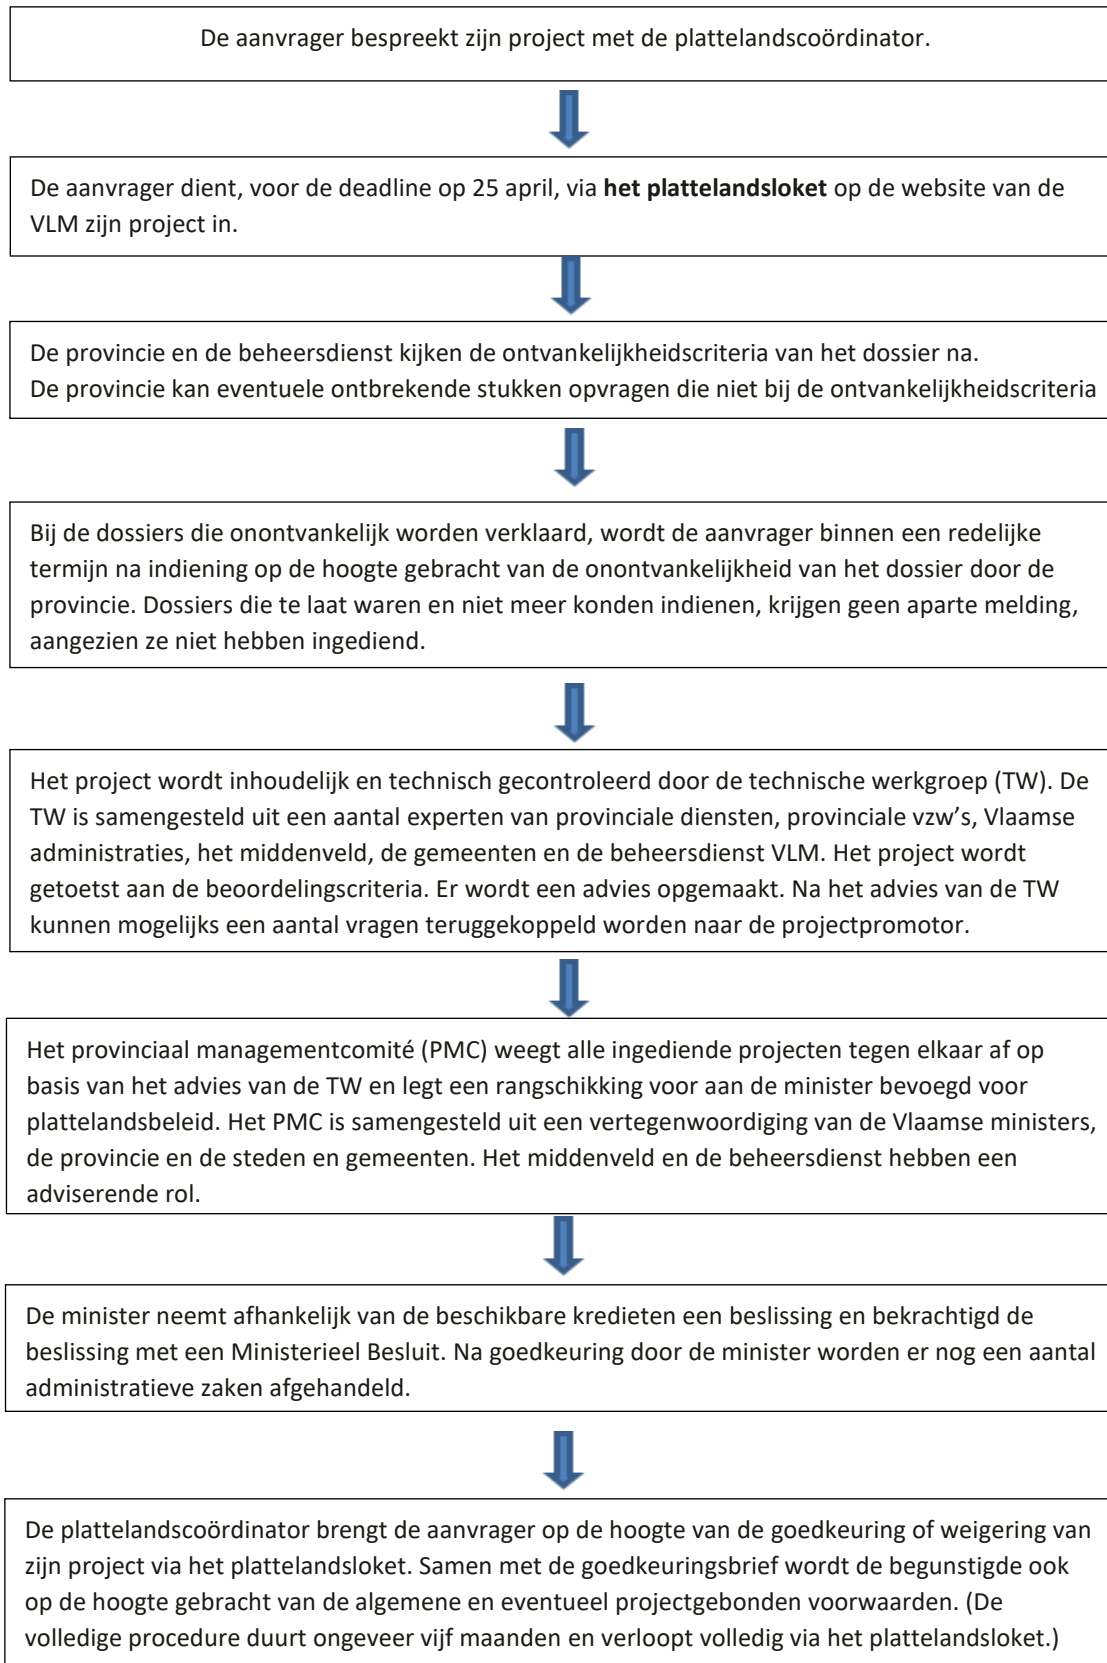 De aanvrager bespreekt zijn project met de plattelandscoördinator.
De aanvrager dient, voor de deadline op 25 april, via het plattelandsloket op de website van de
VLM zijn project in.
De provincie en de beheersdienst kijken de ontvankelijkheidscriteria van het dossier na.
De provincie kan eventuele ontbrekende stukken opvragen die niet bij de ontvankelijkheidscriteria
Bij de dossiers die onontvankelijk worden verklaard, wordt de aanvrager binnen een redelijke
termijn na indiening op de hoogte gebracht van de onontvankelijkheid van het dossier door de
provincie. Dossiers die te laat waren en niet meer konden indienen, krijgen geen aparte melding,
aangezien ze niet hebben ingediend.
Het project wordt inhoudelijk en technisch gecontroleerd door de technische werkgroep (TW). De
TW is samengesteld uit een aantal experten van provinciale diensten, provinciale vzw’s, Vlaamse
administraties, het middenveld, de gemeenten en de beheersdienst VLM. Het project wordt
getoetst aan de beoordelingscriteria. Er wordt een advies opgemaakt. Na het advies van de TW
kunnen mogelijks een aantal vragen teruggekoppeld worden naar de projectpromotor.
Het provinciaal managementcomité (PMC) weegt alle ingediende projecten tegen elkaar af op
basis van het advies van de TW en legt een rangschikking voor aan de minister bevoegd voor
plattelandsbeleid. Het PMC is samengesteld uit een vertegenwoordiging van de Vlaamse ministers,
de provincie en de steden en gemeenten. Het middenveld en de beheersdienst hebben een
adviserende rol.
De minister neemt afhankelijk van de beschikbare kredieten een beslissing en bekrachtigd de
beslissing met een Ministerieel Besluit. Na goedkeuring door de minister worden er nog een aantal
administratieve zaken afgehandeld.
De plattelandscoördinator brengt de aanvrager op de hoogte van de goedkeuring of weigering van
zijn project via het plattelandsloket. Samen met de goedkeuringsbrief wordt de begunstigde ook
op de hoogte gebracht van de algemene en eventueel projectgebonden voorwaarden. (De
volledige procedure duurt ongeveer vijf maanden en verloopt volledig via het plattelandsloket.)